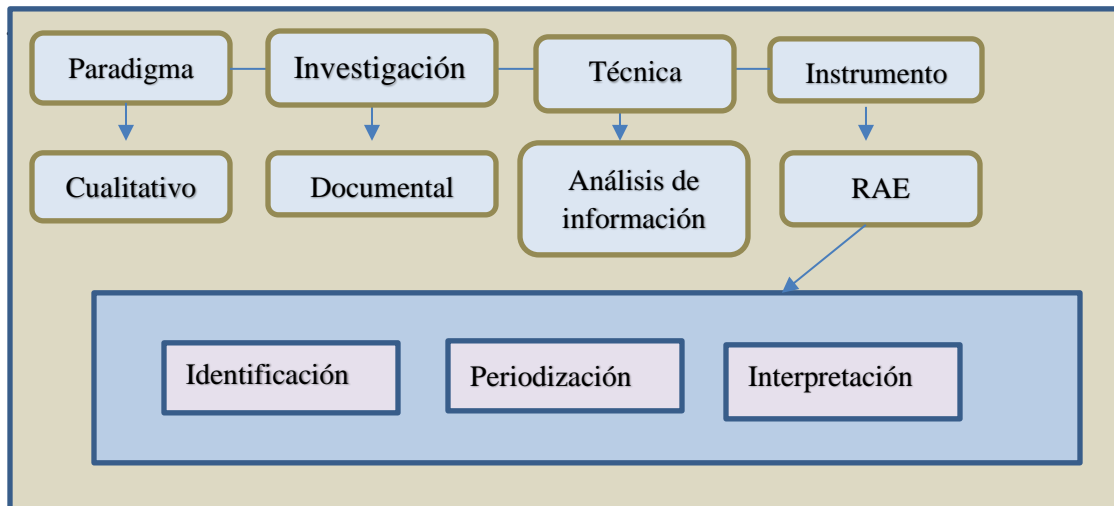 Paradigma
Investigación
Técnica
Instrumento
Cualitativo
Documental
Análisis de
información
RAE
Identificación
Periodización
Interpretación